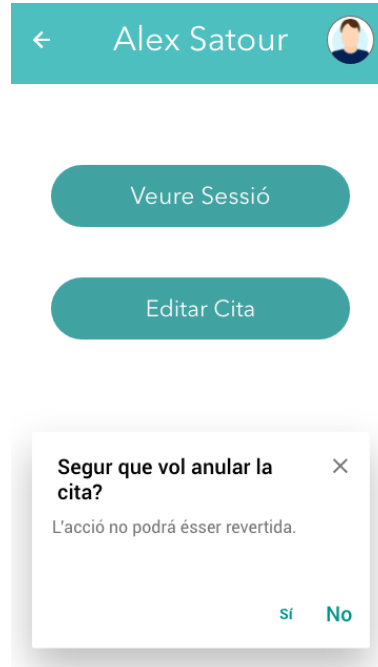 Alex Satour
Veure Sessió
Editar Cita
Segur que vol anular la
cita?
L'acció no podrá ésser revertida.
Sí
No